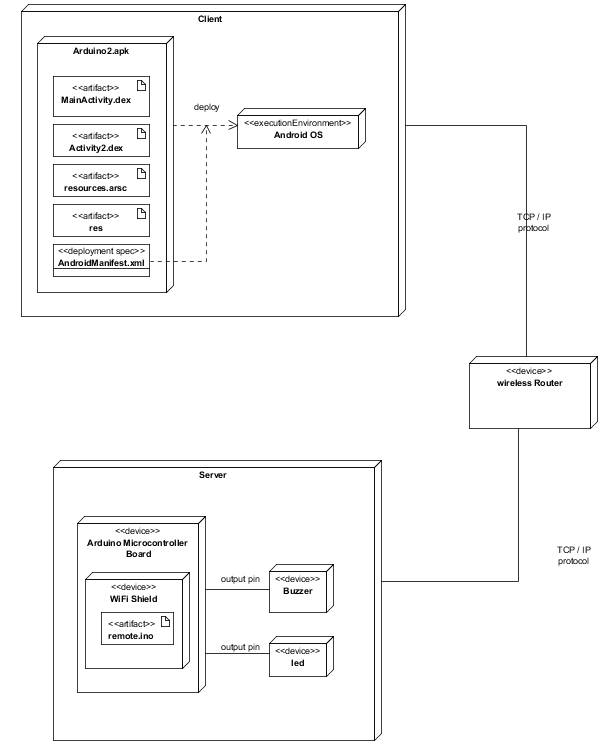 Client
Arduino2.apk
<<artifact>>
MainActivity.dex
<<artifact>>
Activity2.dex
<<artifact>>
resources.arsc
<<artifact>>
res
<<deployment spec>>
AndroidManifest.xml
deploy
<<executionEnvironment>>
Android OS
TCP / IP
protocol
<<device>>
wireless Router
Server
<<device>>
Arduino Microcontroller
Board
<<device>>
WiFi Shield
<<artifact>>
remote.ino
output pin
<<device>>
Buzzer
output pin
<<device>>
led
TCP / IP
protocol